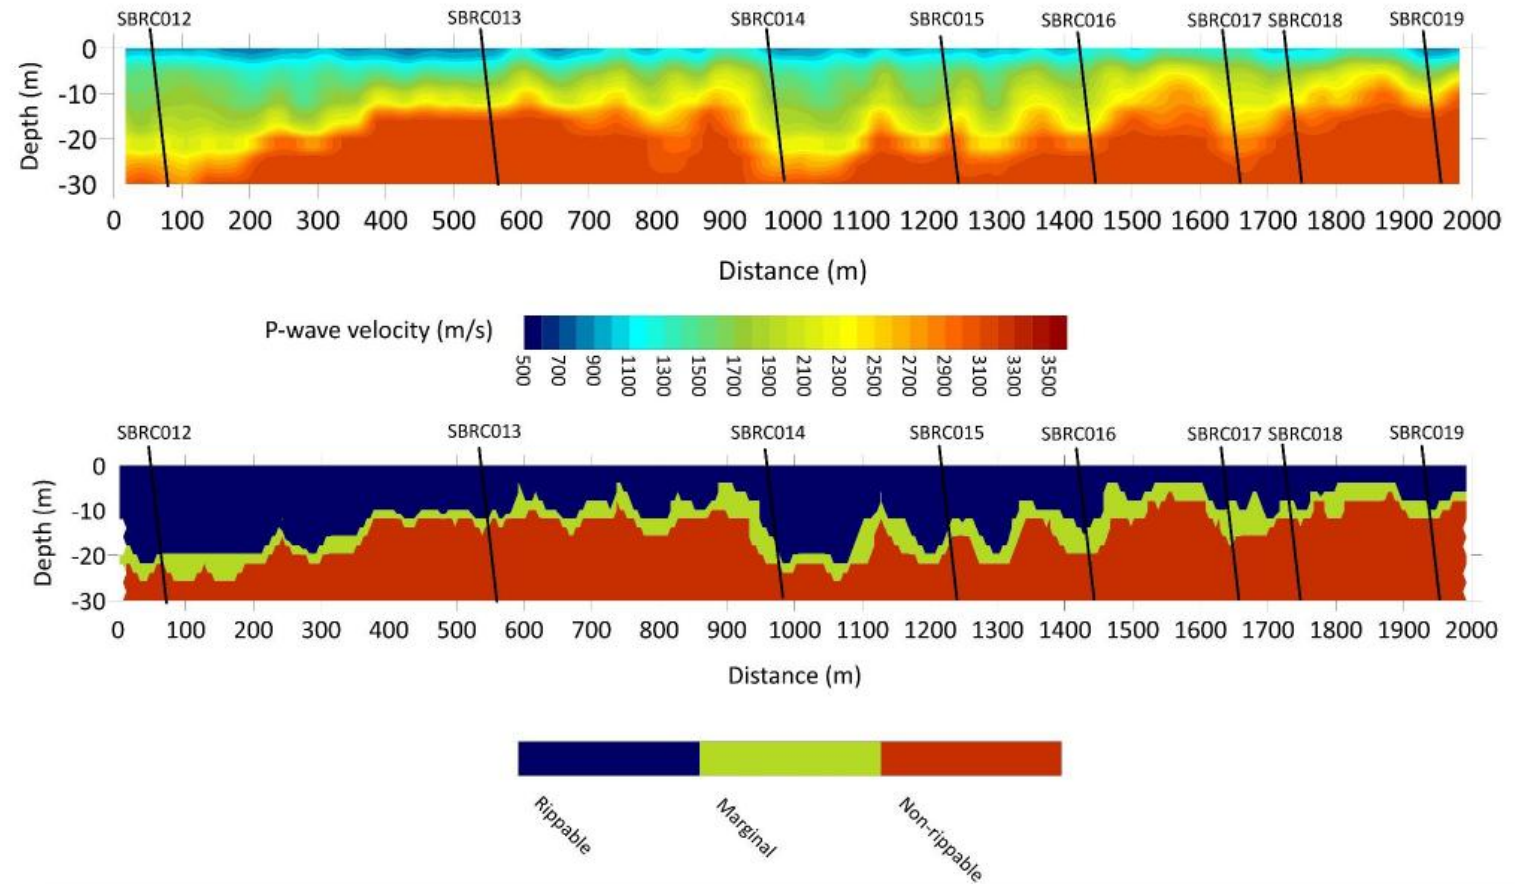 SBRC012 SBRC013 SBRC014 SBRC015 SBRC016 SBRC017 SBRC018 SBRC019
0
-10
-20
-30
Depth (m)
0 100 200 300 400 500 600 700 800 900 1000 1100 1200 1300 1400 1500 1600 1700 1800 1900 2000
Distance (m)
P-wave velocity (m/s)
500 700 900 1100 1300 1500 1700 1900 2100 2300 2500 2700 2900 3100 3300 3500
SBRC012 SBRC013 SBRC014 SBRC015 SBRC016 SBRC017 SBRC018 SBRC019
0
-10
-20
-30
Depth (m)
0 100 200 300 400 500 600 700 800 900 1000 1100 1200 1300 1400 1500 1600 1700 1800 1900 2000
Distance (m)
Rippable
Marginal
Non-rippable